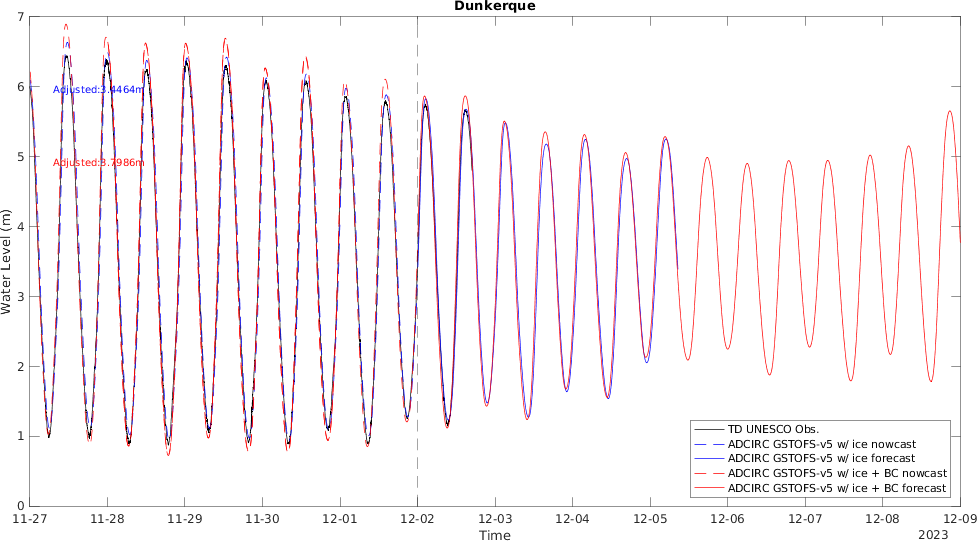 Dunkerque
7
6
5
4
3
2
1
0
Water Level (m)
Adjusted:3.4464m
Adjusted:3.7986m
TD UNESCO Obs.
ADCIRC GSTOFS-v5 w/ ice nowcast
ADCIRC GSTOFS-v5 w/ ice forecast
ADCIRC GSTOFS-v5 w/ ice + BC nowcast
ADCIRC GSTOFS-v5 w/ ice + BC forecast
11-27 11-28 11-29 11-30 12-01 12-02 12-03 12-04 12-05 12-06 12-07 12-08 12-09
Time
2023